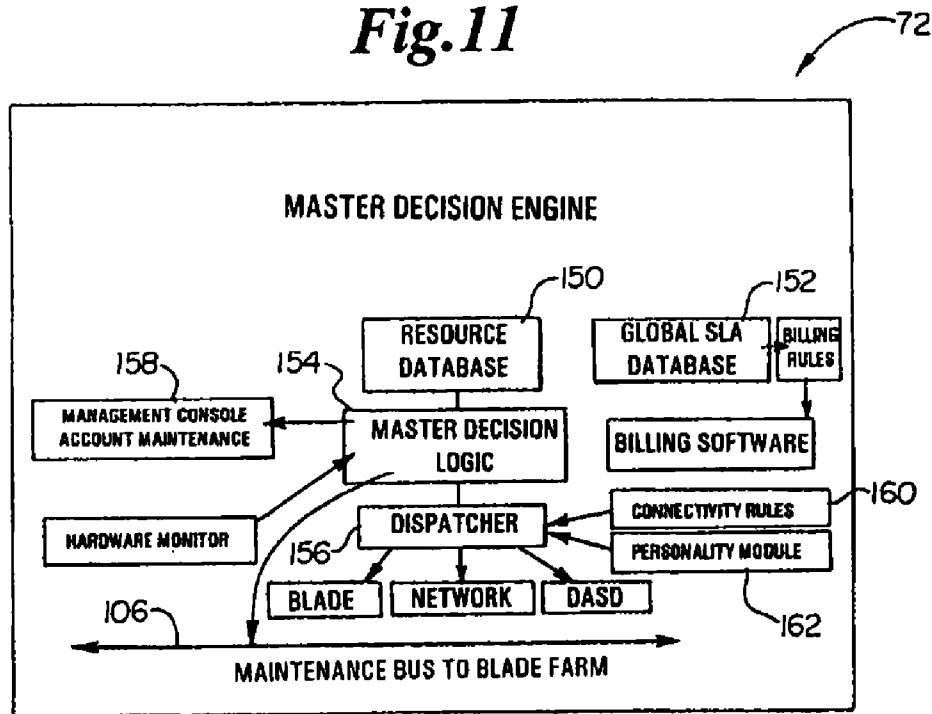 Fig.11
72
MASTER DECISION ENGINE
150
RESOURCE
DATABASE
152
GLOBAL SLA
DATABASE
BILLING
RULES
158
MANAGEMENT CONSOLE
ACCOUNT MAINTENANCE
154
MASTER DECISION
LOGIC
BILLING SOFTWARE
HARDWARE MONITOR
DISPATCHER
156
CONNECTIVITY RULES
160
PERSONALITY MODULE
162
BLADE
NETWORK
DASD
106
MAINTENANCE BUS TO BLADE FARM